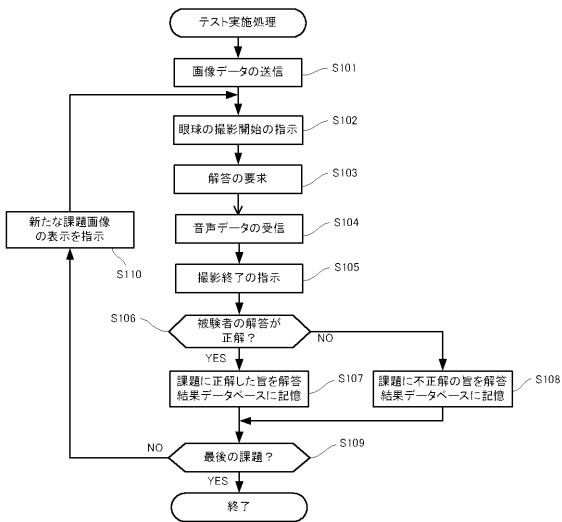 テスト実施処理
画像データの送信
S101
眼球の撮影開始の指示
S102
解答の要求
S103
音声データの受信
S104
新たな課題画像
の表示を指示
S110
撮影終了の指示
S105
S106
被験者の解答が
正解?
NO
YES
課題に正解した旨を解答
結果データベースに記憶
S107
課題に不正解の旨を解答
結果データベースに記憶
S108
NO
最後の課題?
S109
YES
終了